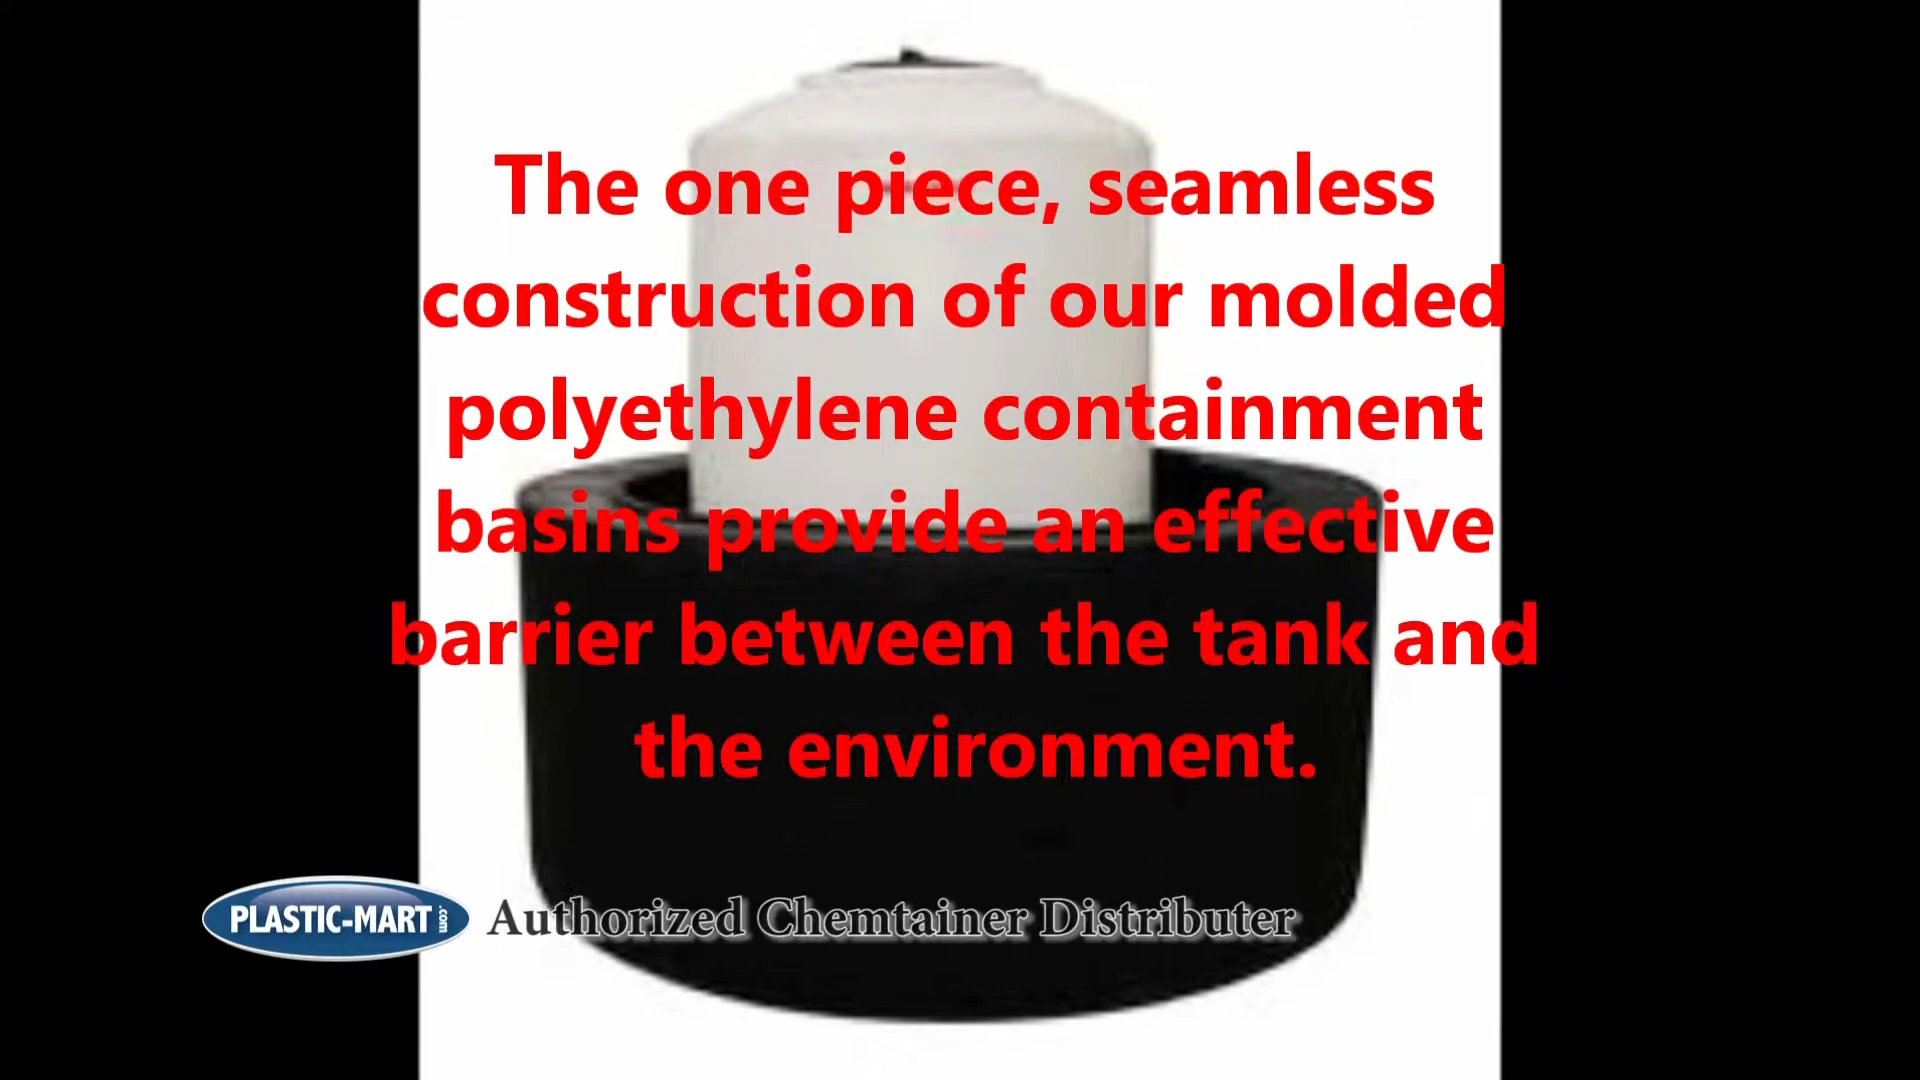 The one piece, seamless
construction of our molded
polyethylene containment
basins provide an effective
barrier between the tank and
the environment.
PLASTIC-MART.com Authorized Chemtainer Distributer